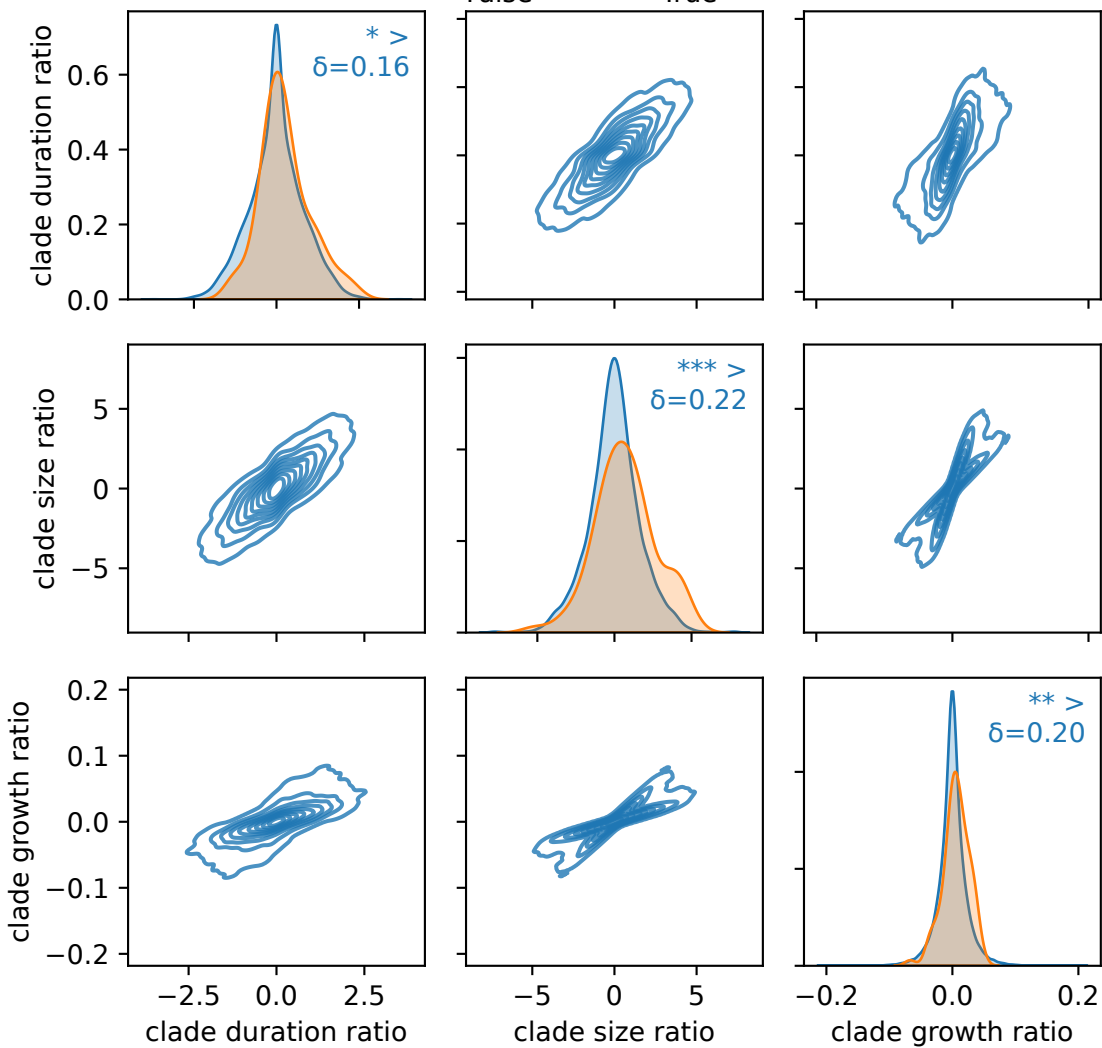 * >
δ=0.16
clade duration ratio
0.6
0.4
0.2
0.0
*** >
δ=0.22
clade size ratio
5
0
−5
** >
δ=0.20
clade growth ratio
0.2
0.1
0.0
−0.1
−0.2
−2.5 0.0 2.5 −5 0 5 −0.2 0.0 0.2
clade duration ratio clade size ratio clade growth ratio